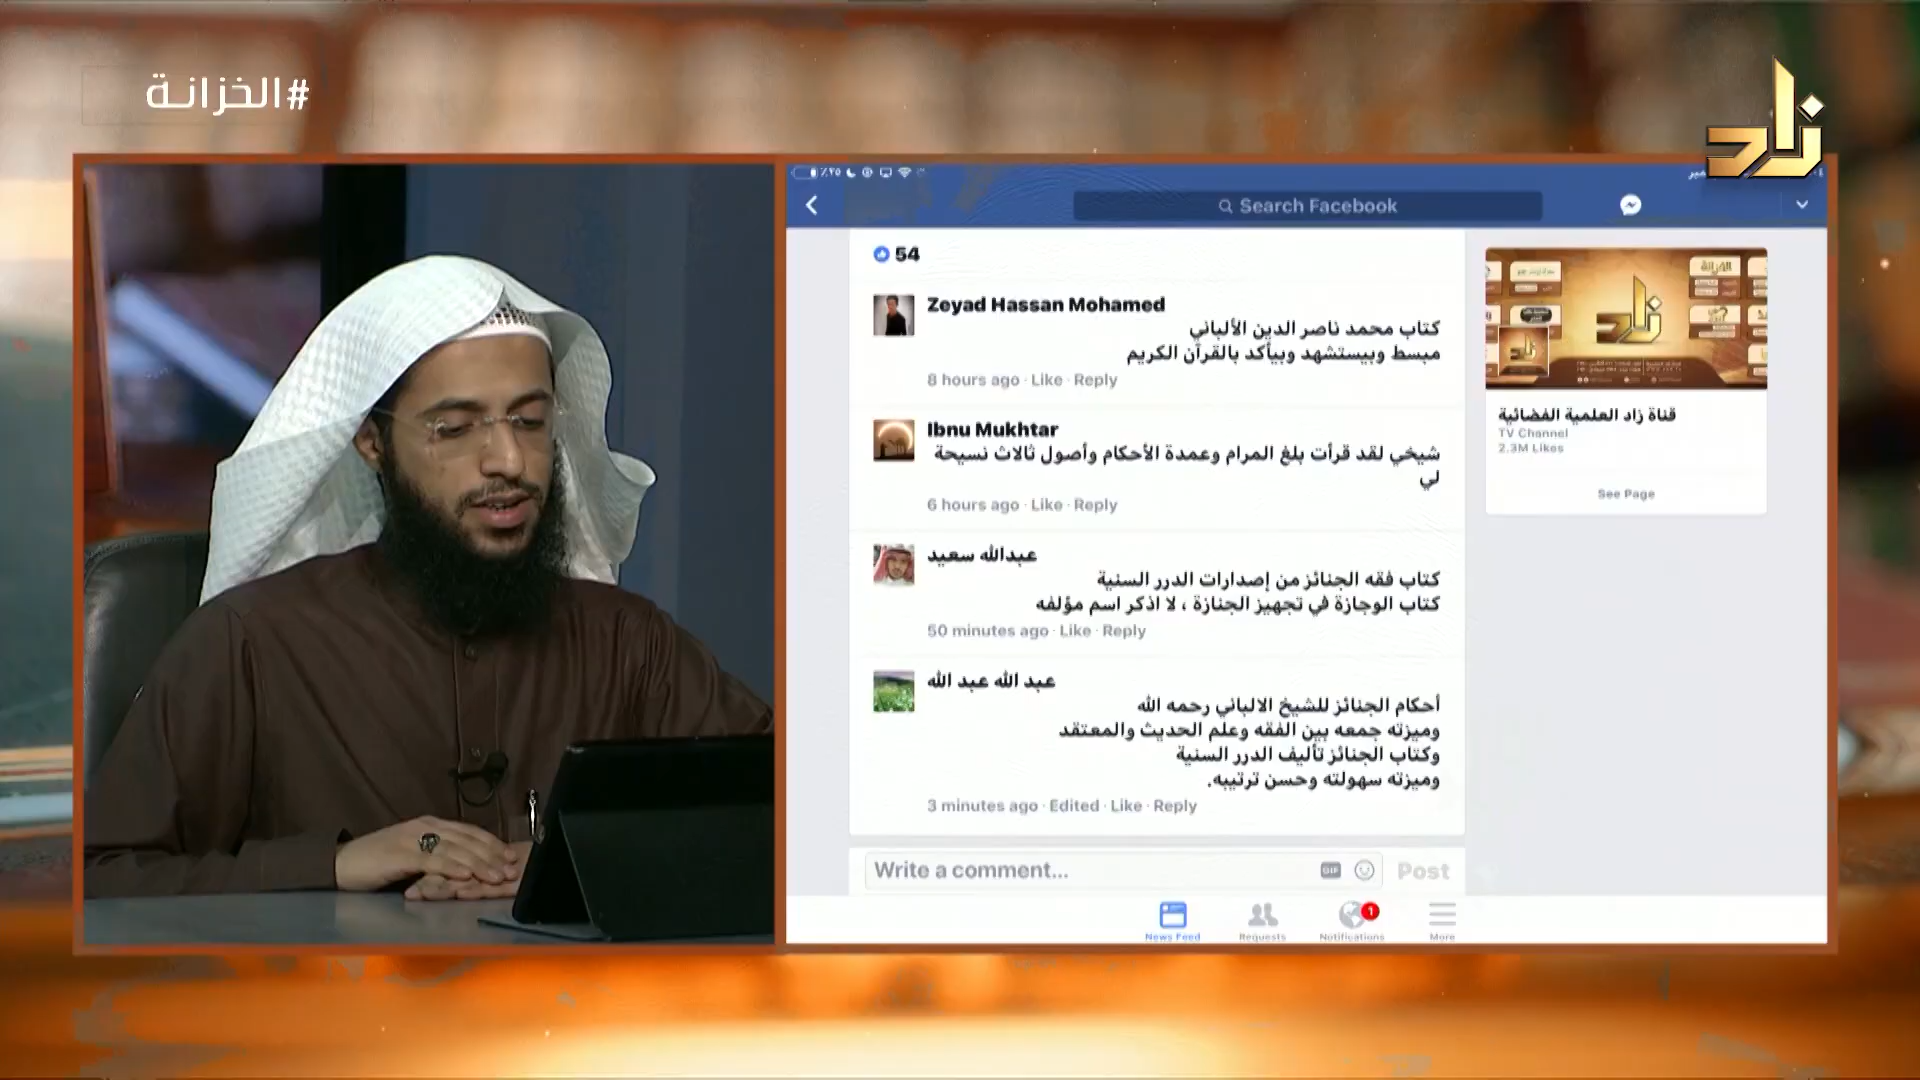 #الخزانة
زاد
٪٢٥
Search Facebook
54
Zeyad Hassan Mohamed
كتاب محمد ناصر الدين الألباني
مبسط وبيستشهد وبيأكد بالقرآن الكريم
8 hours ago · Like · Reply
Ibnu Mukhtar
شيخي لقد قرأت بلغ المرام وعمدة الأحكام وأصول ثالاث نسيحة
لي
6 hours ago · Like · Reply
عبدالله سعيد
كتاب فقه الجنائز من إصدارات الدرر السنية
كتاب الوجازة في تجهيز الجنازة ، لا اذكر اسم مؤلفه
50 minutes ago · Like · Reply
عبد الله عبد الله
أحكام الجنائز للشيخ الالباني رحمه الله
وميزته جمعه بين الفقه وعلم الحديث والمعتقد
وكتاب الجنائز تأليف الدرر السنية
وميزته سهولته وحسن ترتيبه.
3 minutes ago · Edited · Like · Reply
Write a comment...
GIF
Post
News Feed
Requests
1
Notifications
More
زاد
الخزانة
قناة زاد العلمية الفضائية
TV Channel
2.3M Likes
See Page